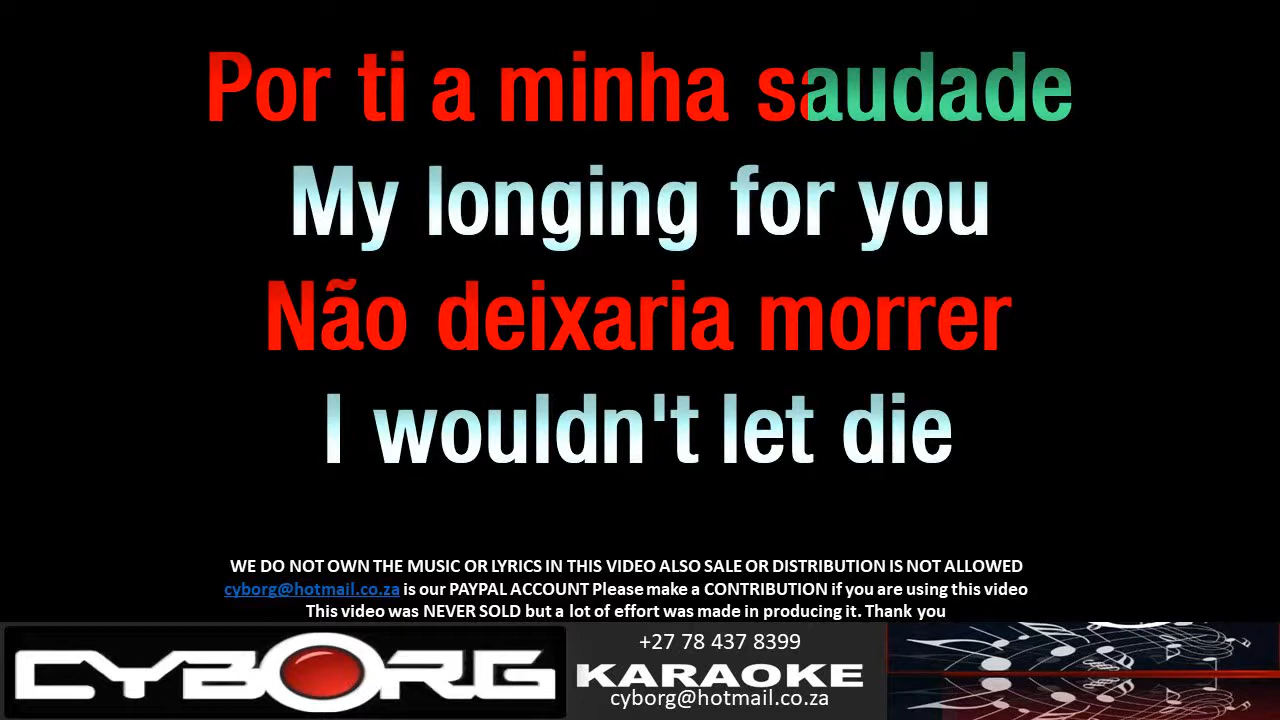 Por ti a minha saudade
My longing for you
Não deixaria morrer
I wouldn't let die
WE DO NOT OWN THE MUSIC OR LYRICS IN THIS VIDEO ALSO SALE OR DISTRIBUTION IS NOT ALLOWED
cyborg@hotmail.co.za is our PAYPAL ACCOUNT Please make a CONTRIBUTION if you are using this video
This video was NEVER SOLD but a lot of effort was made in producing it. Thank you
CYBORG
+27 78 437 8399
KARAOKE
cyborg@hotmail.co.za